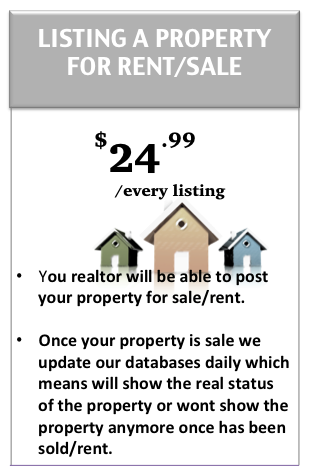 LISTING A PROPERTY
FOR RENT/SALE
$24.99
/every listing
• You realtor will be able to post
your property for sale/rent.
• Once your property is sale we
update our databases daily which
means will show the real status
of the property or wont show the
property anymore once has been
sold/rent.